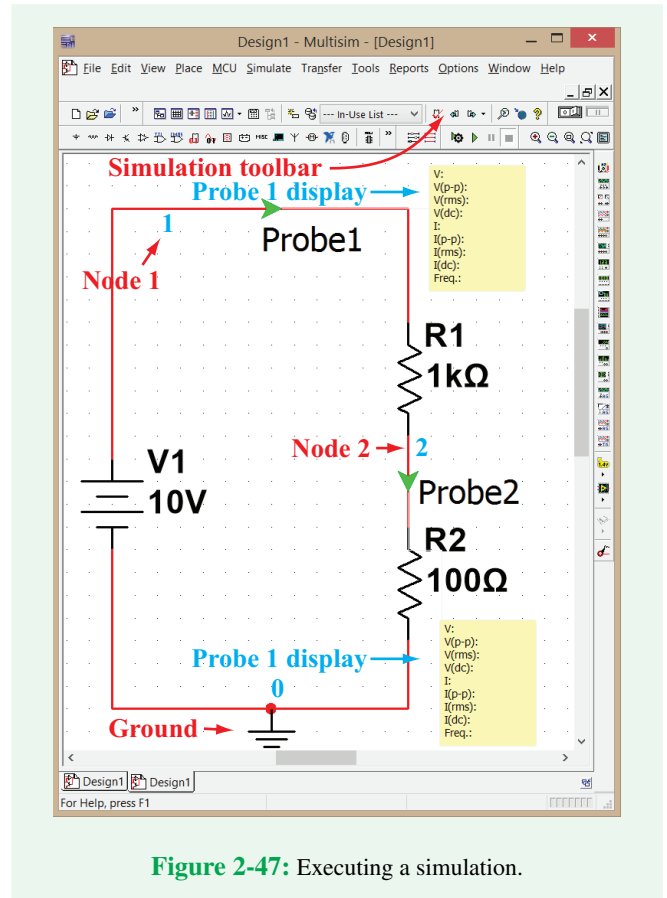 Design1 - Multisim - [Design1]
File Edit View Place MCU Simulate Transfer Tools Reports Options Window Help
--- In-Use List ---
MISC
Simulation toolbar
Probe 1 display
V:
V(p-p):
V(rms):
V(dc):
I:
I(p-p):
I(rms):
I(dc):
Freq.:
1
Probe1
Node 1
R1
1kΩ
Node 2
2
V1
10V
Probe2
R2
100Ω
Probe 1 display
V:
V(p-p):
V(rms):
V(dc):
I:
I(p-p):
I(rms):
I(dc):
Freq.:
0
Ground
Design1 Design1
For Help, press F1
Figure 2-47: Executing a simulation.